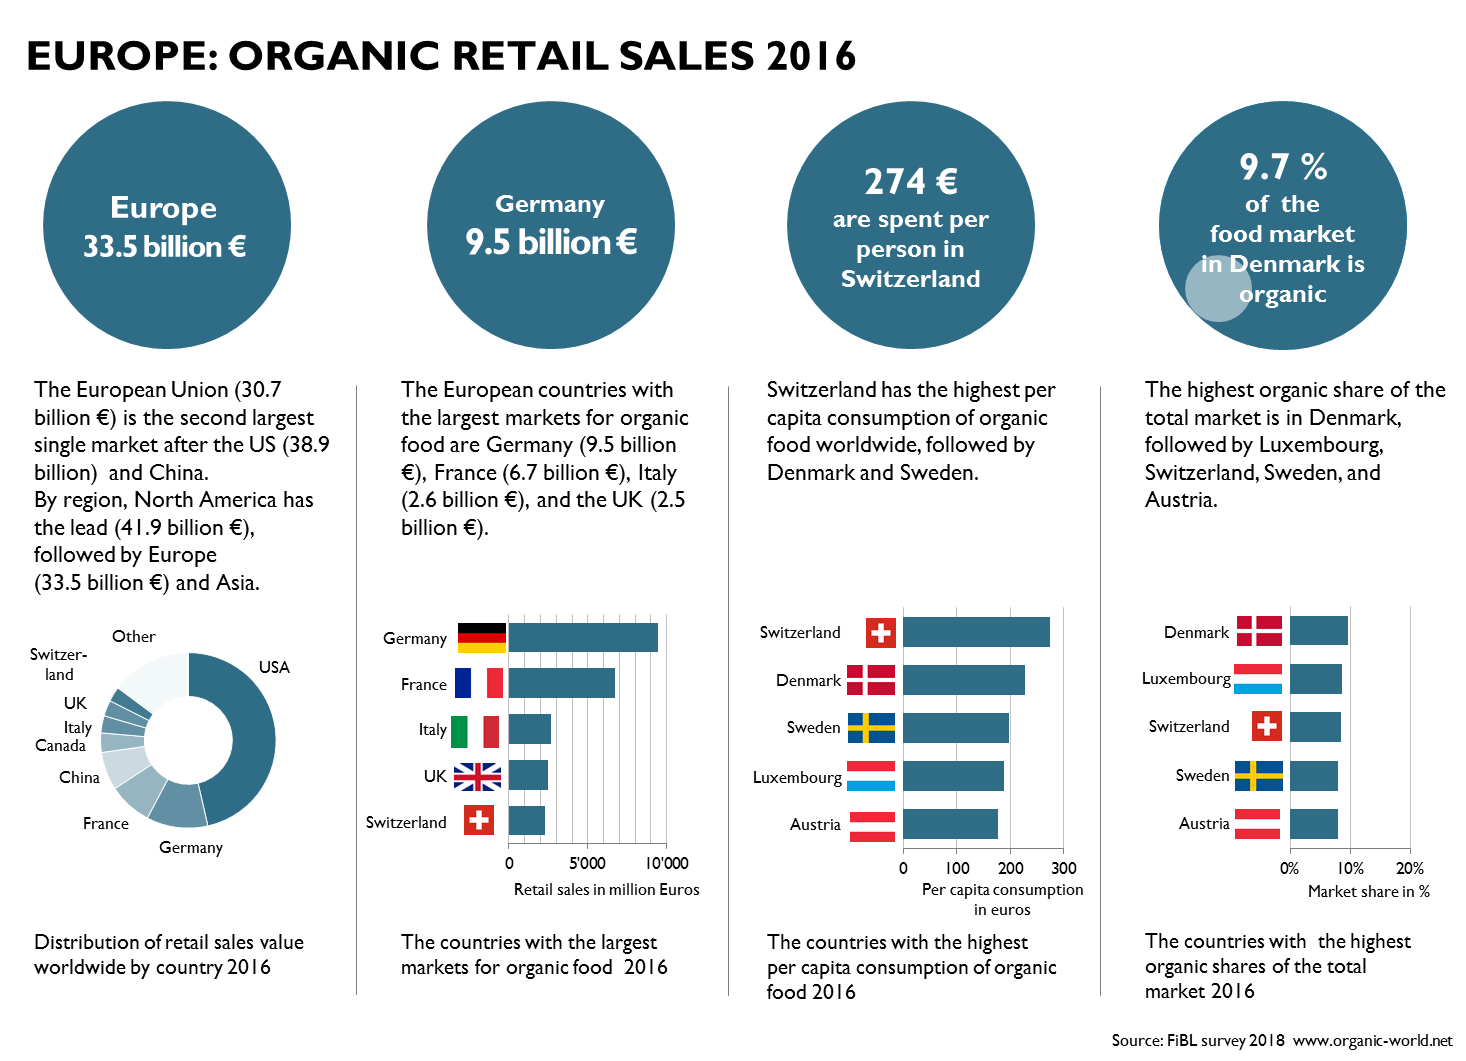 EUROPE: ORGANIC RETAIL SALES 2016
Europe
33.5 billion €
Germany
9.5 billion €
274 €
are spent per
person in
Switzerland
9.7 %
of the
food market
in Denmark is
organic
The European Union (30.7
billion €) is the second largest
single market after the US (38.9
billion) and China.
By region, North America has
the lead (41.9 billion €),
followed by Europe
(33.5 billion €) and Asia.
The European countries with
the largest markets for organic
food are Germany (9.5 billion
€), France (6.7 billion €), Italy
(2.6 billion €), and the UK (2.5
billion €).
Switzerland has the highest per
capita consumption of organic
food worldwide, followed by
Denmark and Sweden.
The highest organic share of the
total market is in Denmark,
followed by Luxembourg,
Switzerland, Sweden, and
Austria.
Other
Switzer-
land
UK
Italy
Canada
China
France
Germany
USA
Distribution of retail sales value
worldwide by country 2016
Germany
France
Italy
UK
Switzerland
0 5'000 10'000
Retail sales in million Euros
The countries with the largest
markets for organic food 2016
Switzerland
Denmark
Sweden
Luxembourg
Austria
0 100 200 300
Per capita consumption
in euros
The countries with the highest
per capita consumption of organic
food 2016
Denmark
Luxembourg
Switzerland
Sweden
Austria
0% 10% 20%
Market share in %
The countries with the highest
organic shares of the total
market 2016
Source: FiBL survey 2018 www.organic-world.net